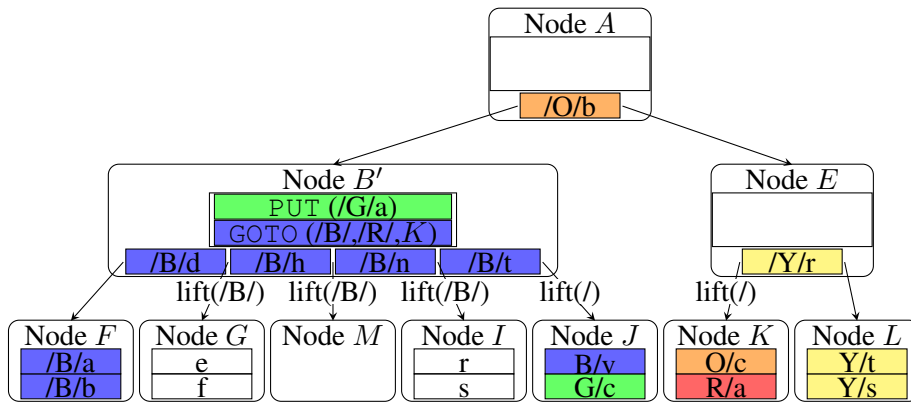 Node A
/O/b
Node B′
PUT (/G/a)
GOTO (/B/,/R/,K)
/B/d /B/h /B/n /B/t
Node E
/Y/r
lift(/B/) lift(/B/) lift(/B/) lift(/) lift(/)
Node F
/B/a
/B/b
Node G
e
f
Node M
Node I
r
s
Node J
B/v
G/c
Node K
O/c
R/a
Node L
Y/t
Y/s